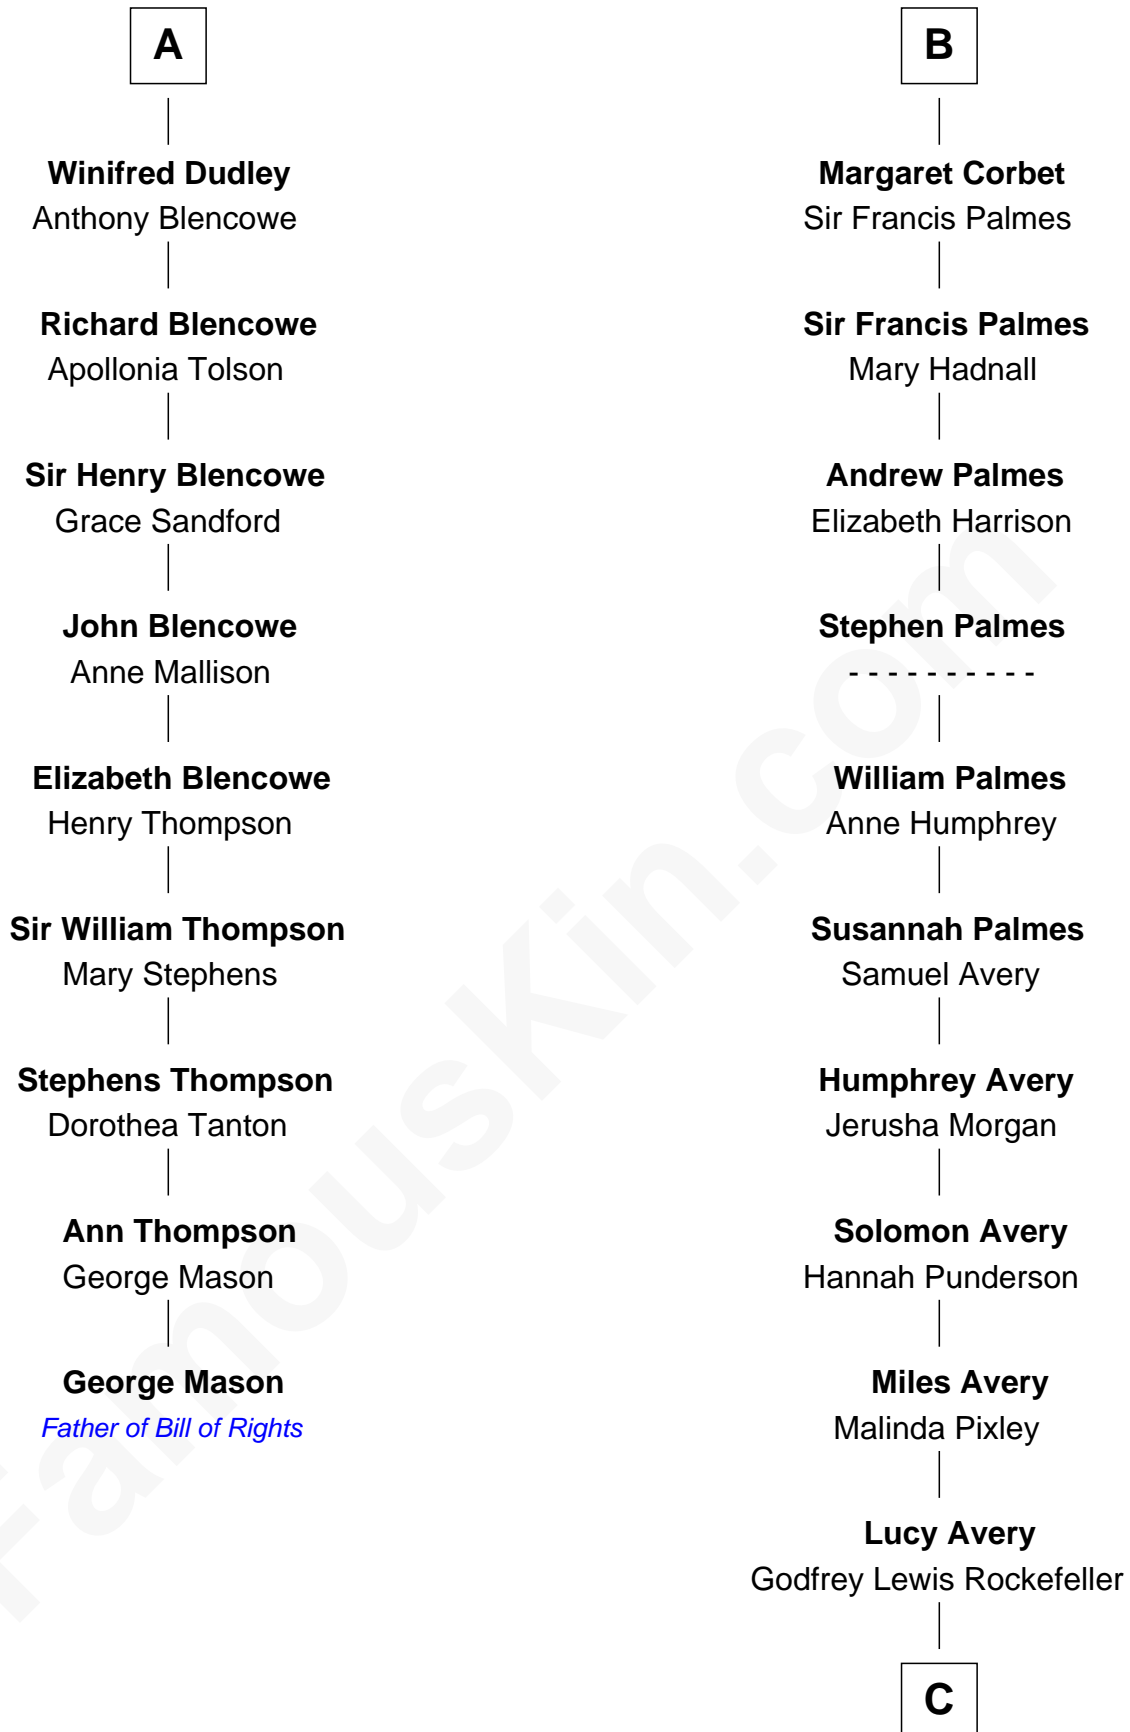 A
Winifred Dudley
Anthony Blencowe
Richard Blencowe
Apollonia Tolson
Sir Henry Blencowe
Grace Sandford
John Blencowe
Anne Mallison
Elizabeth Blencowe
Henry Thompson
Sir William Thompson
Mary Stephens
Stephens Thompson
Dorothea Tanton
Ann Thompson
George Mason
George Mason
Father of Bill of Rights
B
Margaret Corbet
Sir Francis Palmes
Sir Francis Palmes
Mary Hadnall
Andrew Palmes
Elizabeth Harrison
Stephen Palmes
- - - - - - - - - -
William Palmes
Anne Humphrey
Susannah Palmes
Samuel Avery
Humphrey Avery
Jerusha Morgan
Solomon Avery
Hannah Punderson
Miles Avery
Malinda Pixley
Lucy Avery
Godfrey Lewis Rockefeller
C
FamousKin.com